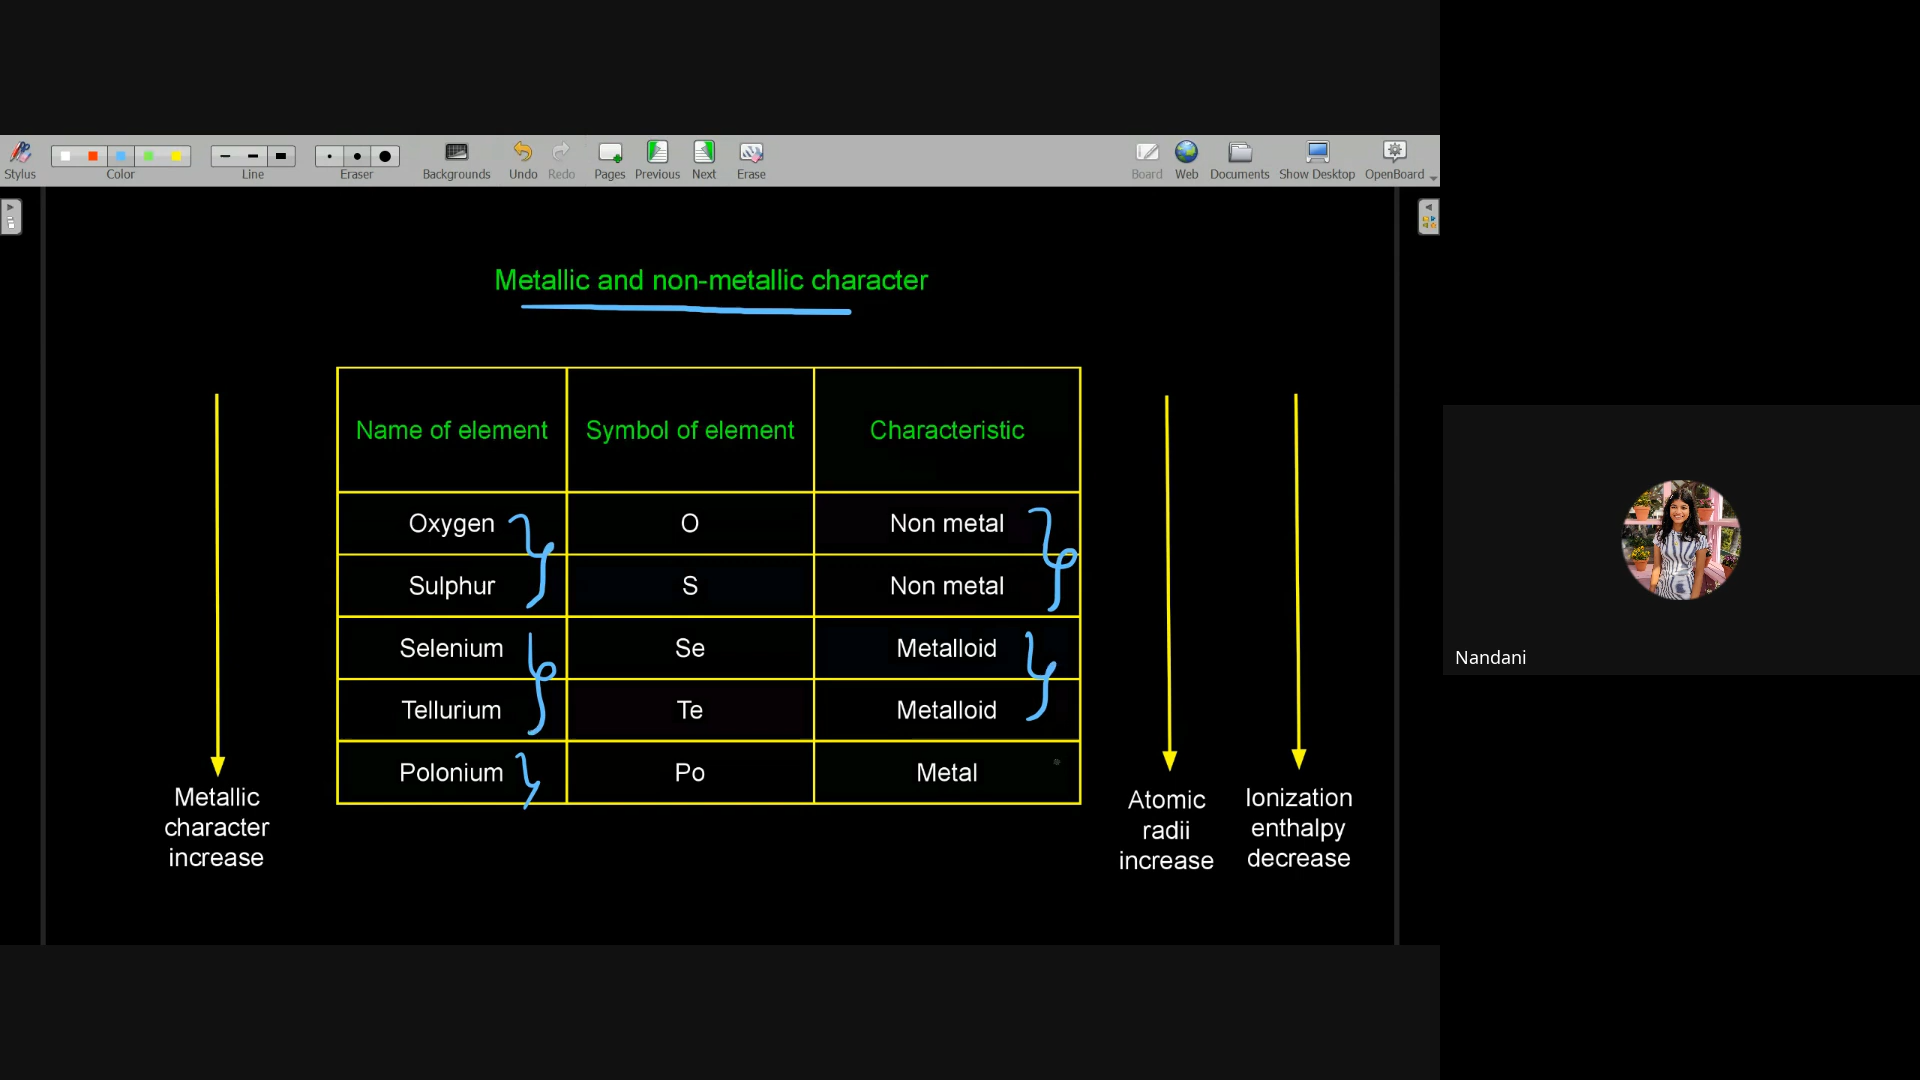 Stylus Color Line Eraser Backgrounds Undo Redo Pages Previous Next Erase Board Web Documents Show Desktop OpenBoard
Metallic and non-metallic character
Name of element Symbol of element Characteristic
Oxygen O Non metal
Sulphur S Non metal
Selenium Se Metalloid
Tellurium Te Metalloid
Polonium Po Metal
Metallic
character
increase
Atomic
radii
increase
Ionization
enthalpy
decrease
Nandani